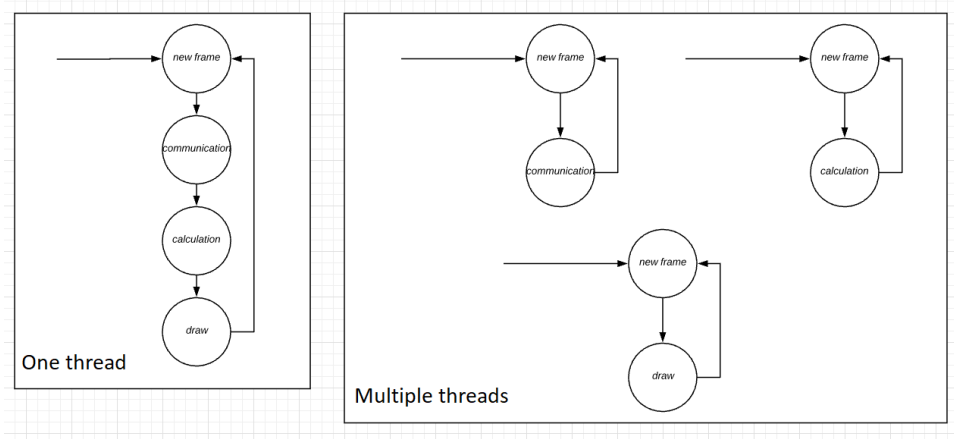 new frame
communication
calculation
draw
One thread
new frame
communication
new frame
calculation
new frame
draw
Multiple threads